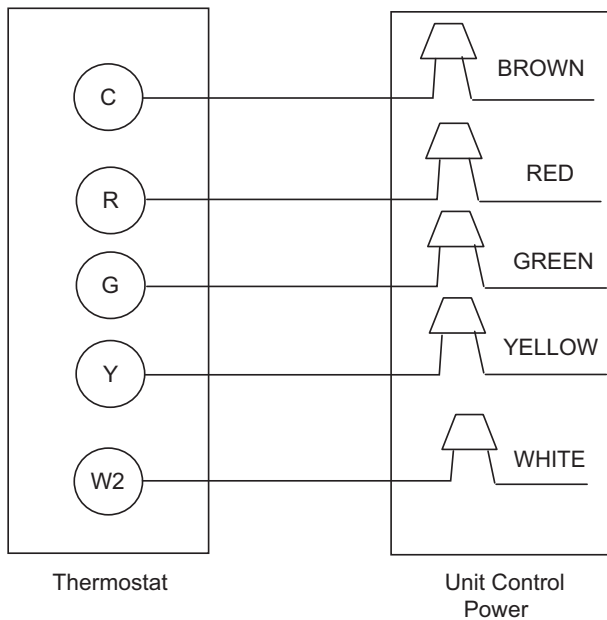 C
BROWN
R
RED
G
GREEN
Y
YELLOW
W2
WHITE
Thermostat
Unit Control
Power